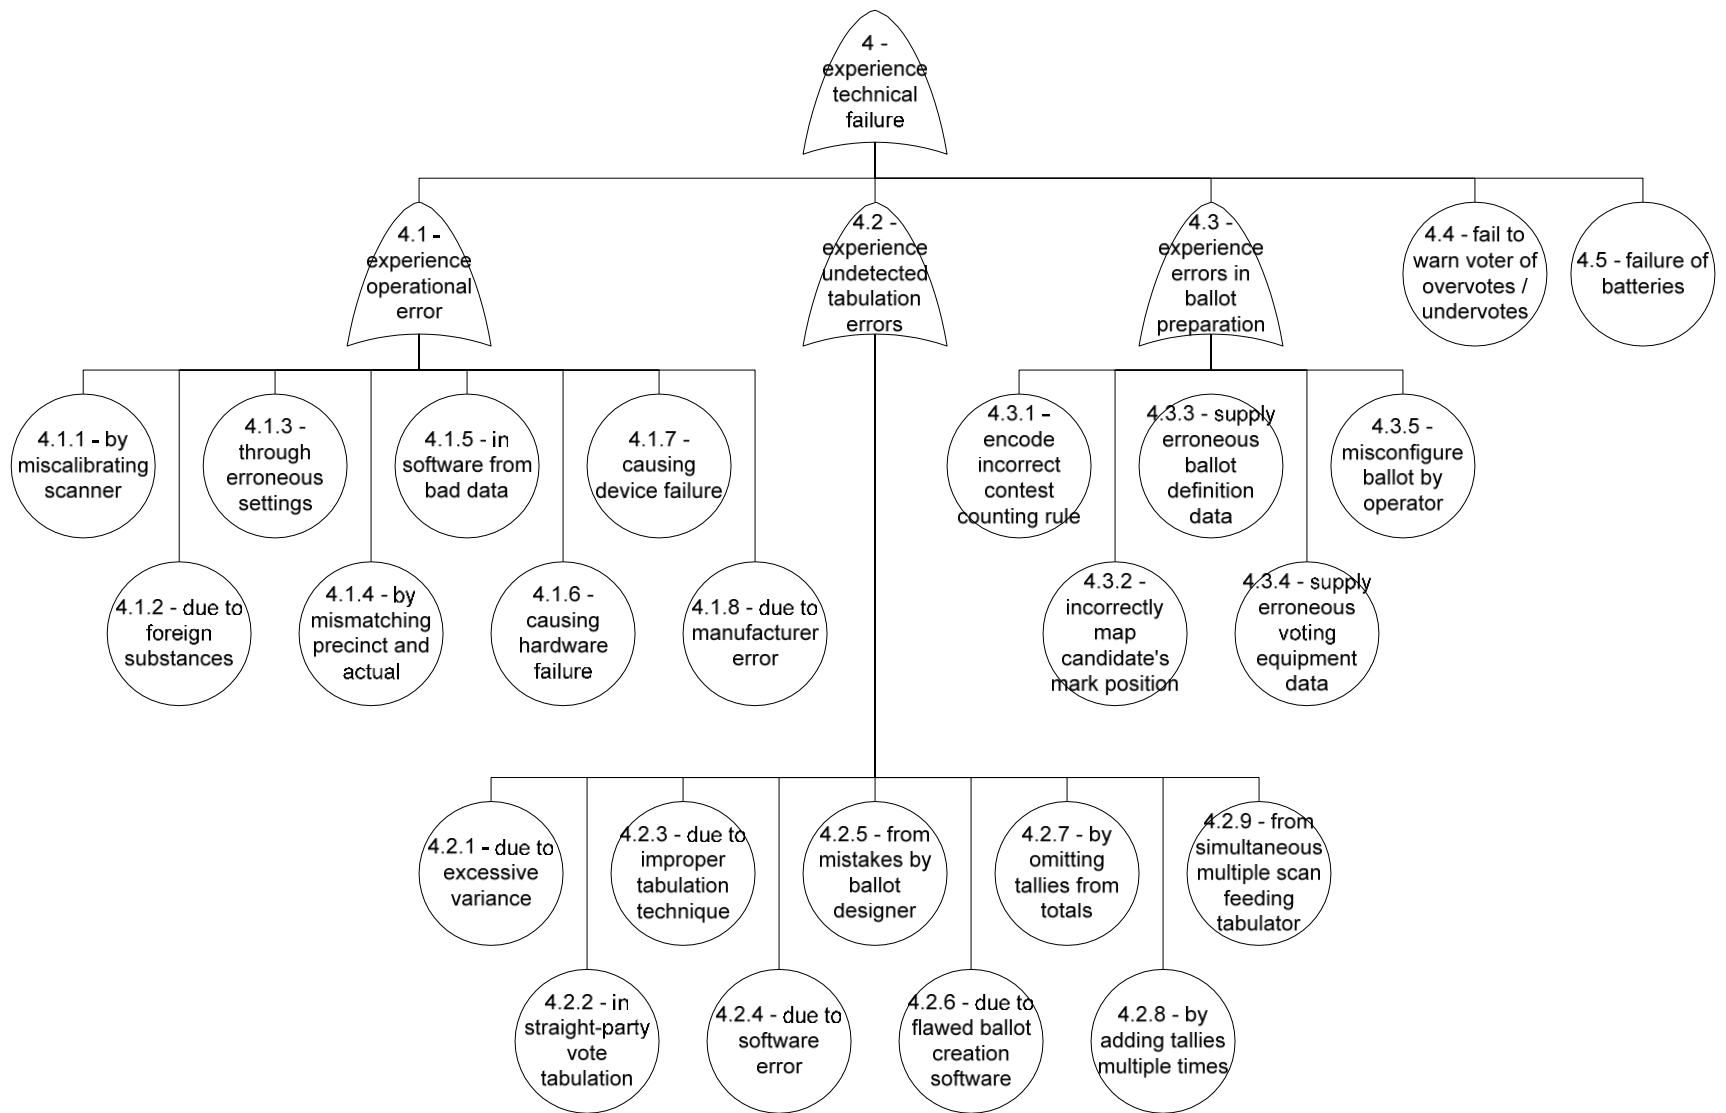 4 -
experience
technical
failure
4.1 -
experience
operational
error
4.2 -
experience
undetected
tabulation
errors
4.3 -
experience
errors in
ballot
preparation
4.4 - fail to
warn voter of
overvotes /
undervotes
4.5 - failure of
batteries
4.1.1 - by
miscalibrating
scanner
4.1.3 -
through
erroneous
settings
4.1.5 - in
software from
bad data
4.1.7 -
causing
device failure
4.3.1 -
encode
incorrect
contest
counting rule
4.3.3 - supply
erroneous
ballot
definition
data
4.3.5 -
misconfigure
ballot by
operator
4.1.2 - due to
foreign
substances
4.1.4 - by
mismatching
precinct and
actual
4.1.6 -
causing
hardware
failure
4.1.8 - due to
manufacturer
error
4.3.2 -
incorrectly
map
candidate's
mark position
4.3.4 - supply
erroneous
voting
equipment
data
4.2.1 - due to
excessive
variance
4.2.3 - due to
improper
tabulation
technique
4.2.5 - from
mistakes by
ballot
designer
4.2.7 - by
omitting
tallies from
totals
4.2.9 - from
simultaneous
multiple scan
feeding
tabulator
4.2.2 - in
straight-party
vote
tabulation
4.2.4 - due to
software
error
4.2.6 - due to
flawed ballot
creation
software
4.2.8 - by
adding tallies
multiple times